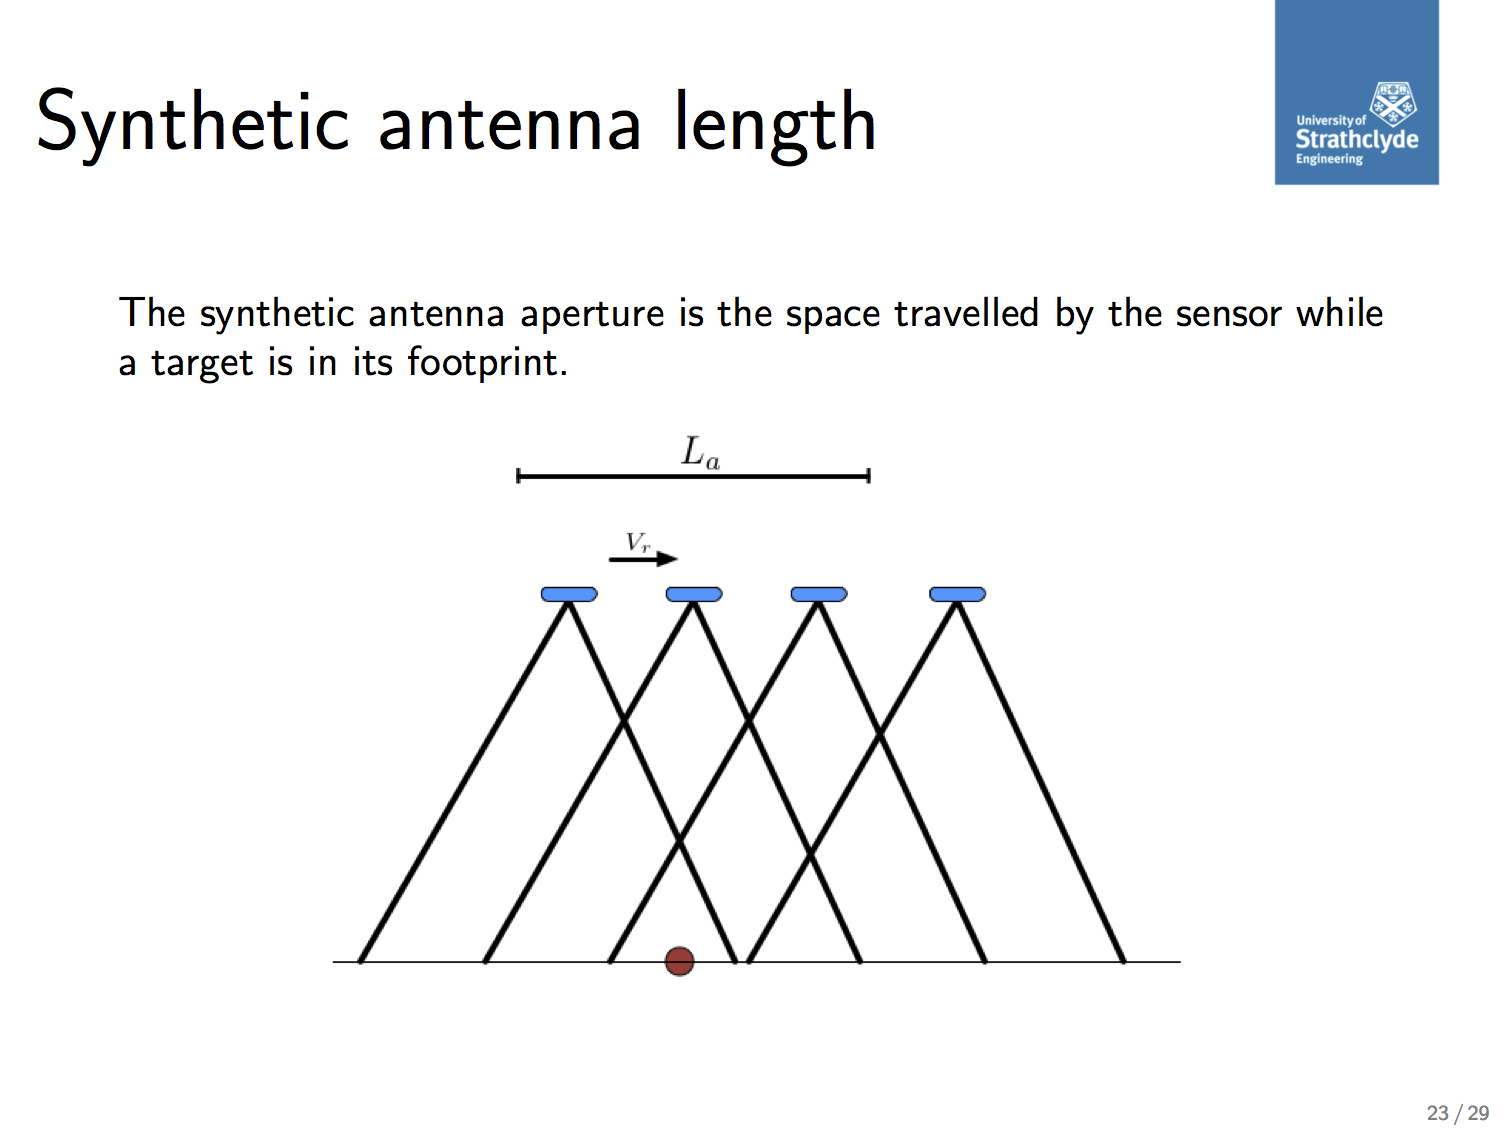 Synthetic antenna length
University of
Strathclyde
Engineering
The synthetic antenna aperture is the space travelled by the sensor while
a target is in its footprint.
L_a
V_r
23 / 29